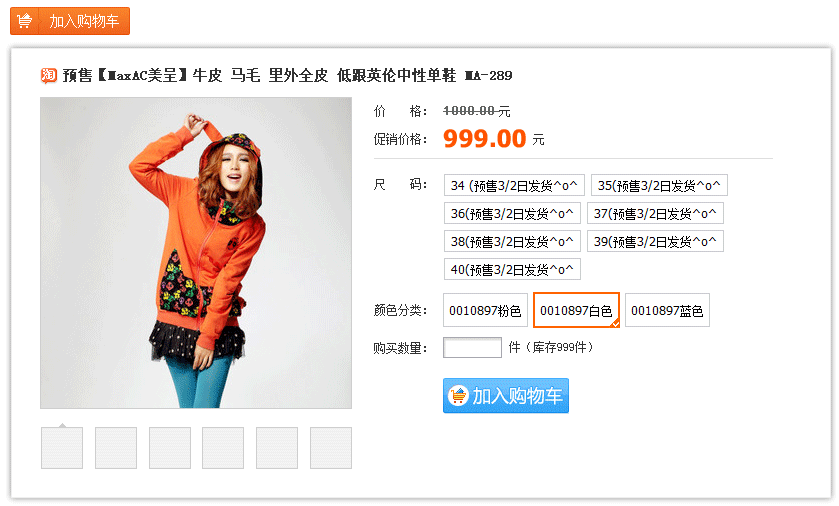 加入购物车
淘 预售【MaxAC美呈】牛皮 马毛 里外全皮 低跟英伦中性单鞋 MA-289
价 格： 1000.00 元
促销价格： 999.00 元
尺 码： 34 (预售3/2日发货^o^ 35(预售3/2日发货^o^
36(预售3/2日发货^o^ 37(预售3/2日发货^o^
38(预售3/2日发货^o^ 39(预售3/2日发货^o^
40(预售3/2日发货^o^
颜色分类： 0010897粉色 0010897白色 0010897蓝色
购买数量： 件（库存999件）
加入购物车